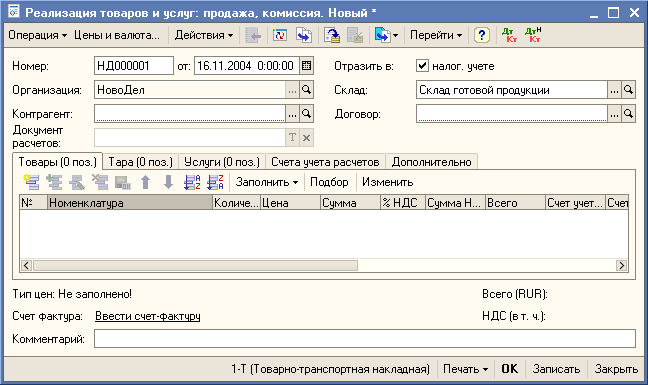 Реализация товаров и услуг: продажа, комиссия. Новый *
Операция Цены и валюта... Действия Перейти ? Дт Кт ДтН Кт
Номер: НД000001 от: 16.11.2004 0:00:00 Отразить в: налог. учете
Организация: НовоДел ... Склад: Склад готовой продукции ...
Контрагент: ... Договор: ...
Документ
расчетов: T
Товары (0 поз.) Тара (0 поз.) Услуги (0 поз.) Счета учета расчетов Дополнительно
Заполнить Подбор Изменить
№ Номенклатура Количе... Цена Сумма % НДС Сумма Н... Всего Счет учет... Счет
Тип цен: Не заполнено! Всего (RUR):
Счет фактура: Ввести счет-фактуру НДС (в т. ч.):
Комментарий:
1-Т (Товарно-транспортная накладная) Печать OK Записать Закрыть